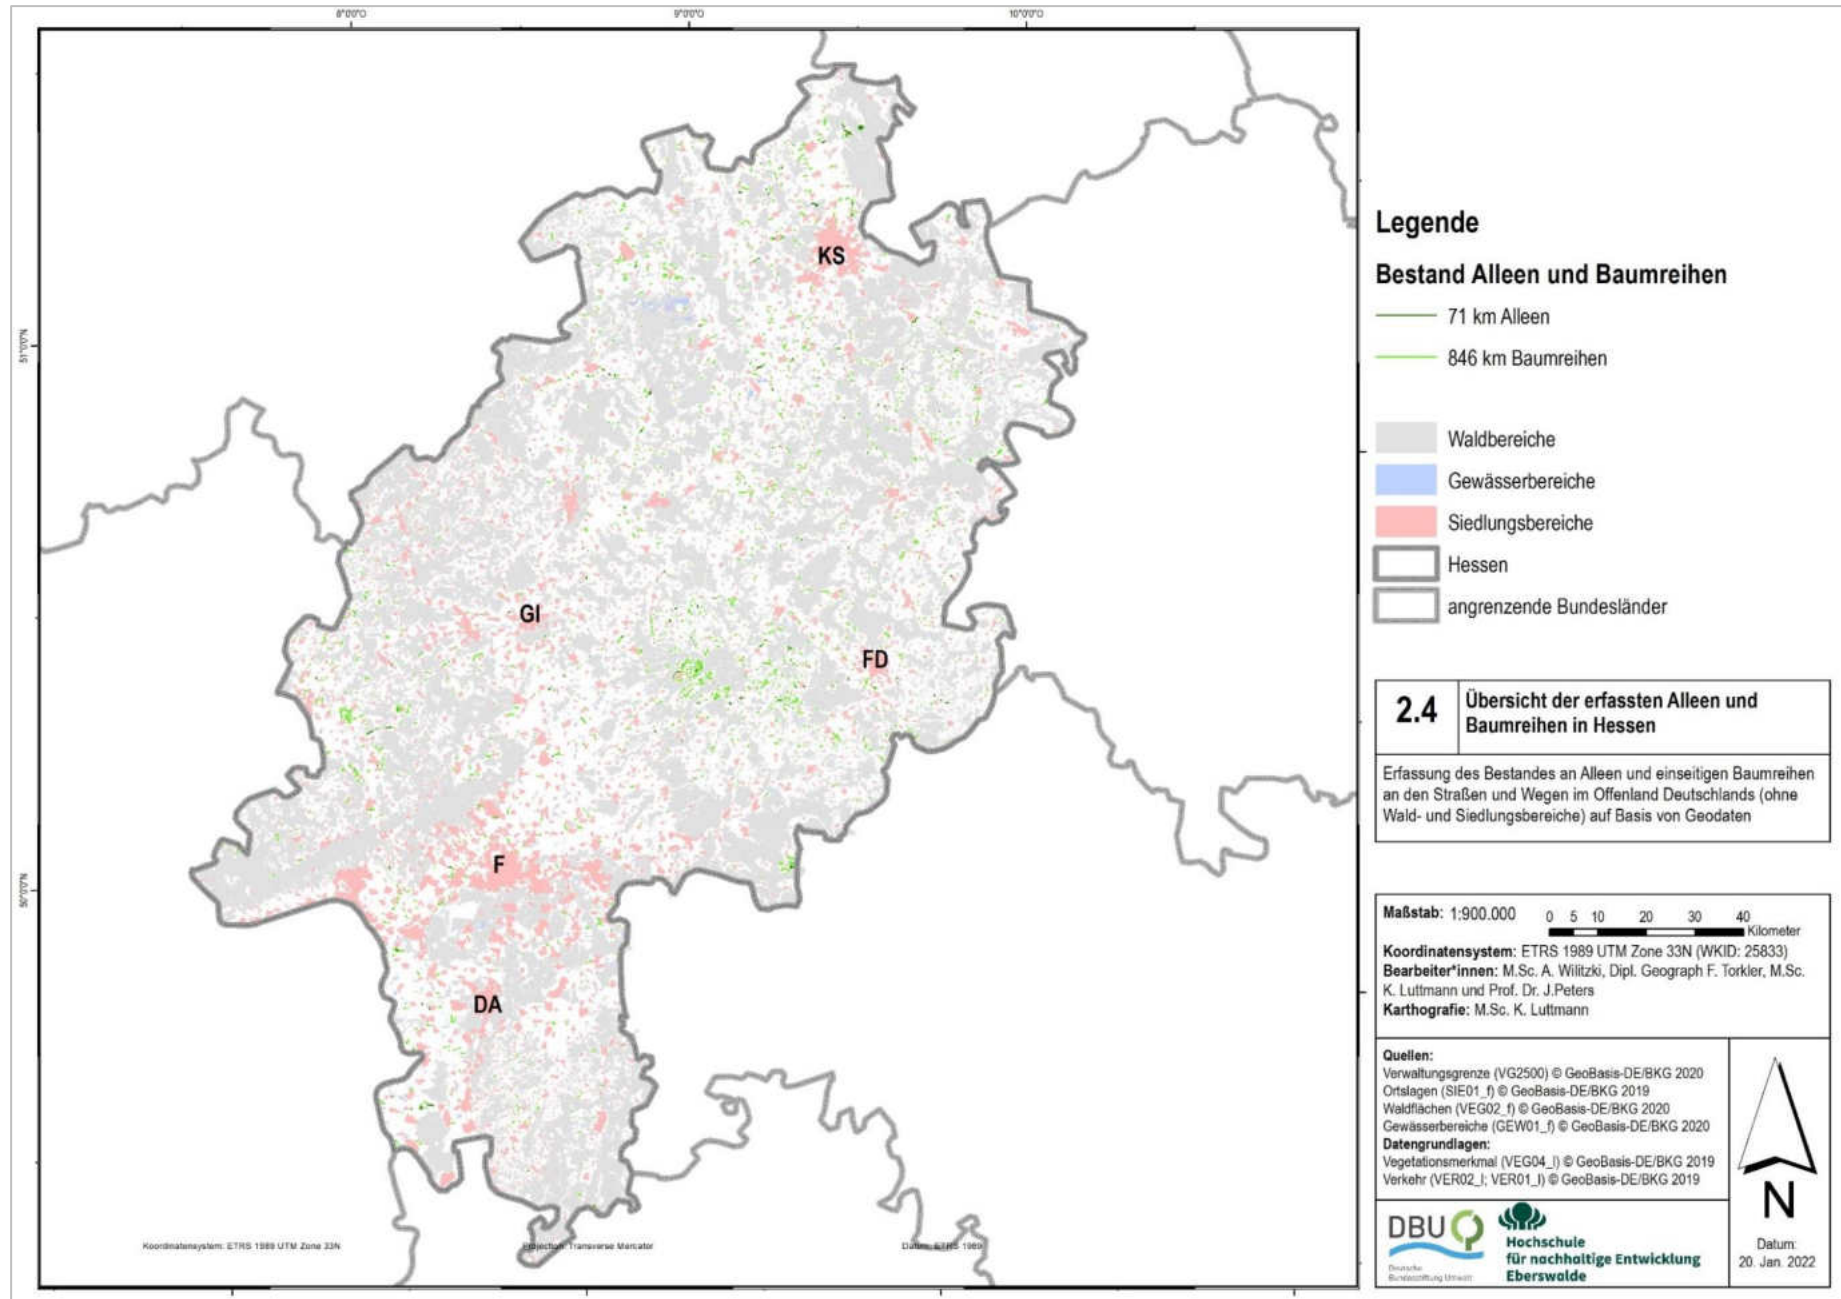 8°0'0"O
9°0'0"O
10°0'0"O
51°0'0"N
50°0'0"N
KS
GI
FD
F
DA
Koordinatensystem: ETRS 1989 UTM Zone 33N
Projection: Transverse Mercator
Datum: ETRS 1989
Legende
Bestand Alleen und Baumreihen
71 km Alleen
846 km Baumreihen
Waldbereiche
Gewässerbereiche
Siedlungsbereiche
Hessen
angrenzende Bundesländer
2.4
Übersicht der erfassten Alleen und
Baumreihen in Hessen
Erfassung des Bestandes an Alleen und einseitigen Baumreihen
an den Straßen und Wegen im Offenland Deutschlands (ohne
Wald- und Siedlungsbereiche) auf Basis von Geodaten
Maßstab: 1:900.000
0 5 10 20 30 40
Kilometer
Koordinatensystem: ETRS 1989 UTM Zone 33N (WKID: 25833)
Bearbeiter*innen: M.Sc. A. Wilitzki, Dipl. Geograph F. Torkler, M.Sc.
K. Luttmann und Prof. Dr. J.Peters
Karthografie: M.Sc. K. Luttmann
Quellen:
Verwaltungsgrenze (VG2500) © GeoBasis-DE/BKG 2020
Ortslagen (SIE01_f) © GeoBasis-DE/BKG 2019
Waldflächen (VEG02_f) © GeoBasis-DE/BKG 2020
Gewässerbereiche (GEW01_f) © GeoBasis-DE/BKG 2020
Datengrundlagen:
Vegetationsmerkmal (VEG04_l) © GeoBasis-DE/BKG 2019
Verkehr (VER02_l; VER01_l) © GeoBasis-DE/BKG 2019
N
Datum:
20. Jan. 2022
DBU
Deutsche
Bundesstiftung Umwelt
Hochschule
für nachhaltige Entwicklung
Eberswalde